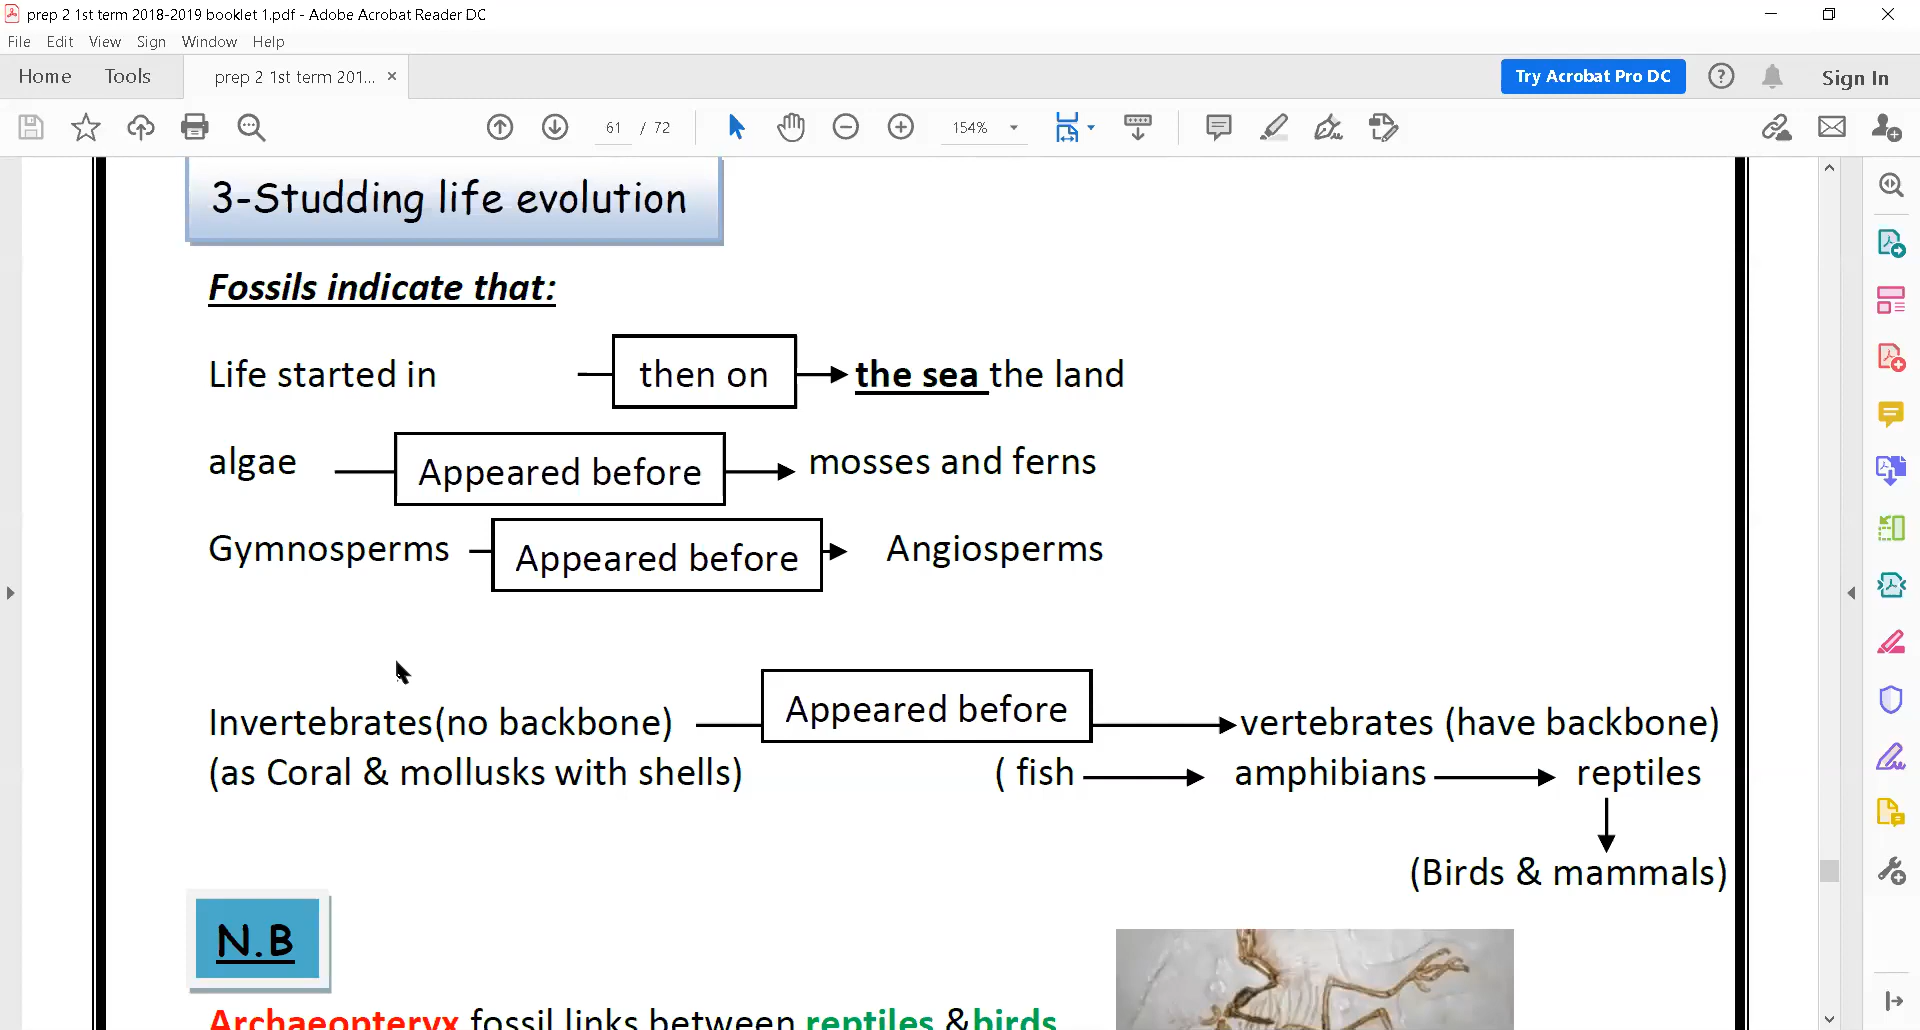 prep 2 1st term 2018-2019 booklet 1.pdf - Adobe Acrobat Reader DC
File Edit View Sign Window Help
Home Tools prep 2 1st term 201... × Try Acrobat Pro DC ? Sign In
61 / 72 154%
3-Studding life evolution
Fossils indicate that:
Life started in then on the sea the land
algae Appeared before mosses and ferns
Gymnosperms Appeared before Angiosperms
Invertebrates(no backbone) Appeared before vertebrates (have backbone)
(as Coral & mollusks with shells) ( fish amphibians reptiles
(Birds & mammals)
N.B
Archaeopteryx fossil links between reptiles &birds